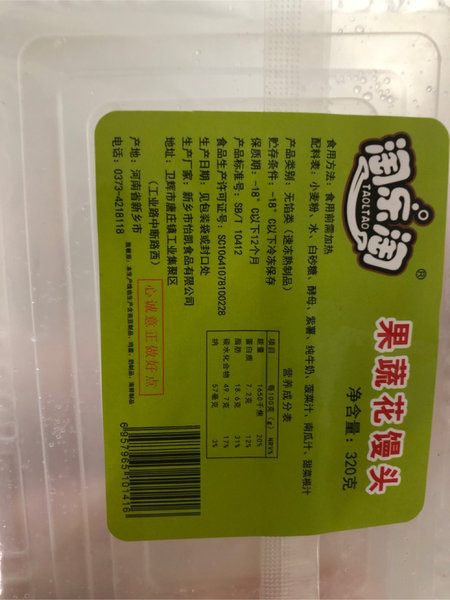 淘乐淘
TAOLTAO
®
果蔬花馒头
净含量：320克
食用方法：食用前需加热
配料表：小麦粉、水、白砂糖、酵母、紫薯、纯牛奶、菠菜汁、南瓜汁、甜菜根汁
产品类别：无馅类（速冻熟制品）
贮存条件：-18°C以下冷冻保存
保质期：-18°C以下12个月
产品标准号：SB/T 10412
食品生产许可证号：SC10641078100228
生产日期：见包装袋或封口处
生产厂家：新乡市怡凯食品有限公司
地址：卫辉市唐庄镇工业集聚区
（工业路中断路西）
产地：河南省新乡市
电话：0373-4218118
营养成分表
项目 每100克(g) NRV%
能量 1650千焦 20%
蛋白质 7.2克 12%
脂肪 18.6克 31%
碳水化合物 49.7克 17%
钠 57毫克 3%
心诚意正做好点
6957965101416